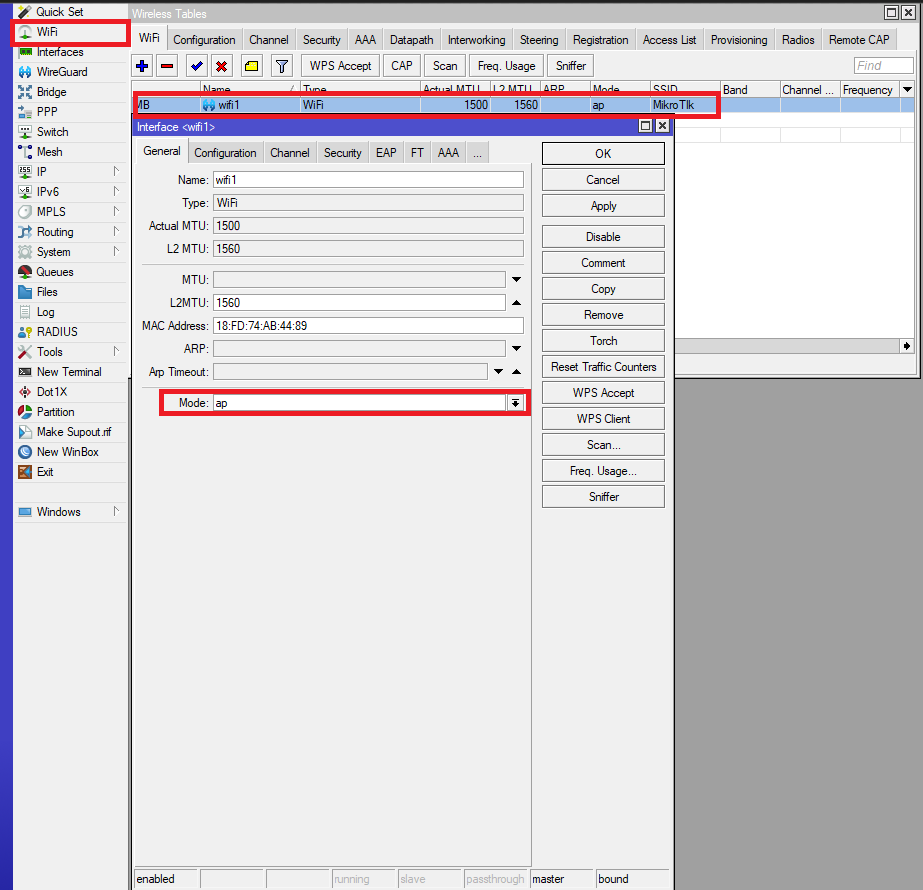 Quick Set
WiFi
Interfaces
WireGuard
Bridge
PPP
Switch
Mesh
IP
IPv6
MPLS
Routing
System
Queues
Files
Log
RADIUS
Tools
New Terminal
Dot1X
Partition
Make Supout.rif
New WinBox
Exit
Windows
Wireless Tables
WiFi Configuration Channel Security AAA Datapath Interworking Steering Registration Access List Provisioning Radios Remote CAP
WPS Accept CAP Scan Freq. Usage Sniffer Find
Name Type Actual MTU L2 MTU ARP Mode SSID Band Channel ... Frequency
MB wifi1 WiFi 1500 1560 ap MikroTIk
Interface <wifi1>
General Configuration Channel Security EAP FT AAA ...
Name: wifi1
Type: WiFi
Actual MTU: 1500
L2 MTU: 1560
MTU:
L2MTU: 1560
MAC Address: 18:FD:74:AB:44:89
ARP:
Arp Timeout:
Mode: ap
OK
Cancel
Apply
Disable
Comment
Copy
Remove
Torch
Reset Traffic Counters
WPS Accept
WPS Client
Scan...
Freq. Usage...
Sniffer
enabled running slave passthrough master bound